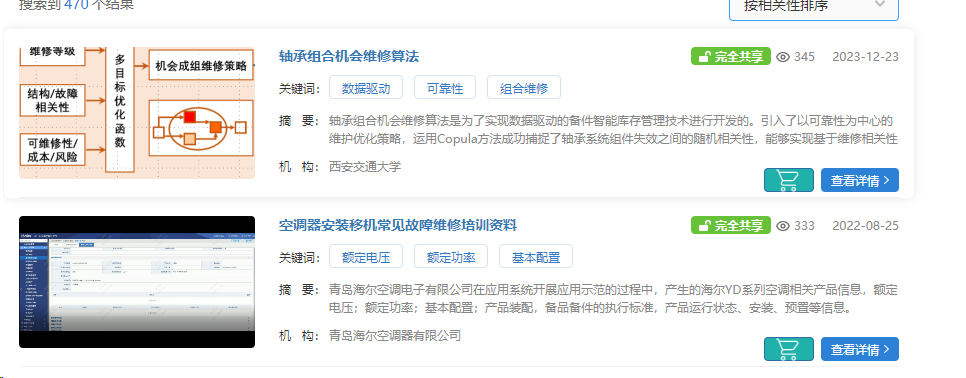 搜索到 470 个结果
按相关性排序
维修等级
结构/故障
相关性
可维修性/
成本/风险
多目标优化函数
机会成组维修策略
轴承组合机会维修算法
完全共享 345 2023-12-23
关键词: 数据驱动 可靠性 组合维修
摘 要: 轴承组合机会维修算法是为了实现数据驱动的备件智能库存管理技术进行开发的。引入了以可靠性为中心的
维护优化策略，运用Copula方法成功捕捉了轴承系统组件失效之间的随机相关性，能够实现基于维修相关性
机 构: 西安交通大学
查看详情
空调器安装移机常见故障维修培训资料
完全共享 333 2022-08-25
关键词: 额定电压 额定功率 基本配置
摘 要: 青岛海尔空调电子有限公司在应用系统开展应用示范的过程中，产生的海尔YD系列空调相关产品信息，额定
电压；额定功率；基本配置；产品装配，备品备件的执行标准，产品运行状态、安装、预置等信息。
机 构: 青岛海尔空调器有限公司
查看详情